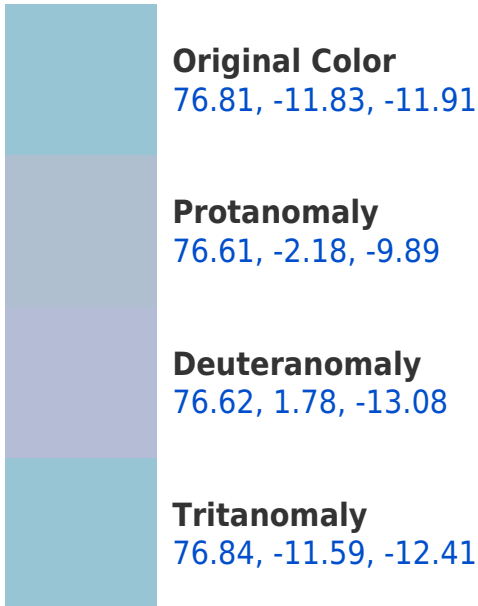 Original Color
76.81, -11.83, -11.91
Protanomaly
76.61, -2.18, -9.89
Deuteranomaly
76.62, 1.78, -13.08
Tritanomaly
76.84, -11.59, -12.41